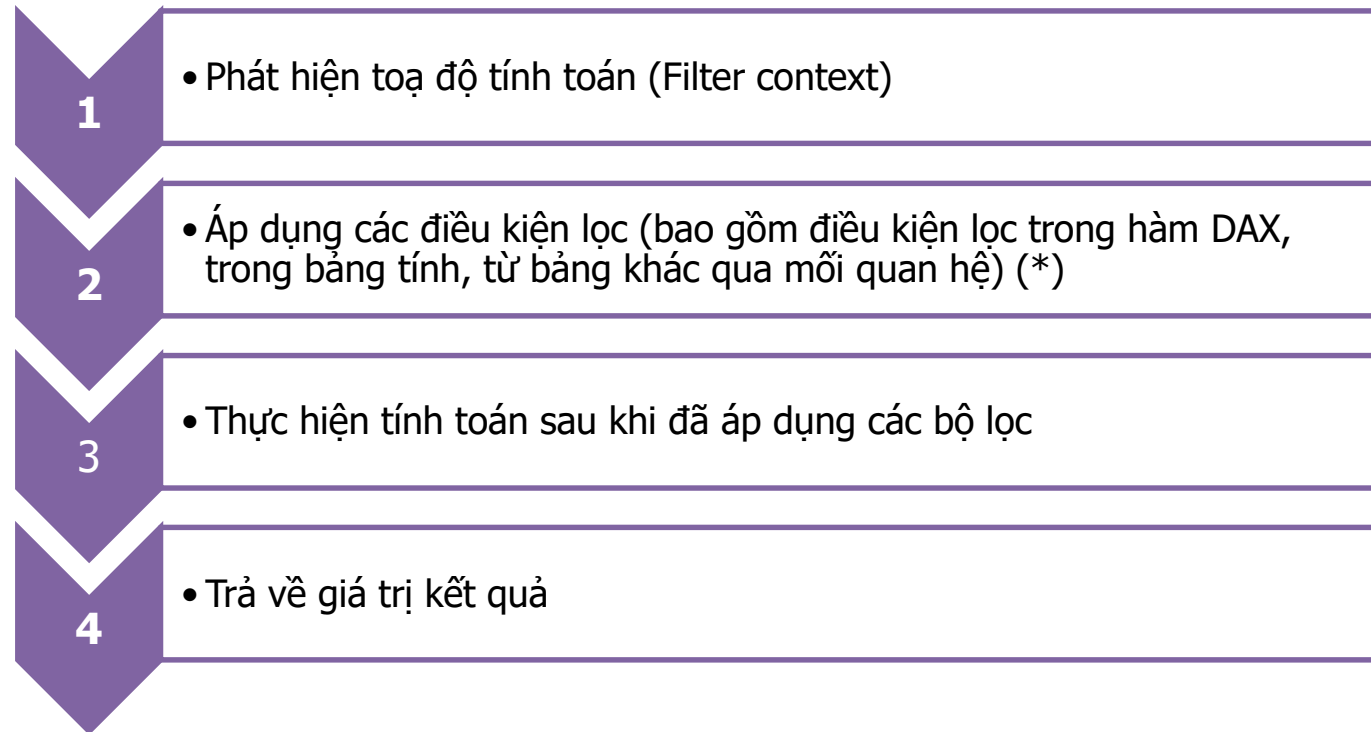 1
• Phát hiện toạ độ tính toán (Filter context)
2
• Áp dụng các điều kiện lọc (bao gồm điều kiện lọc trong hàm DAX,
trong bảng tính, từ bảng khác qua mối quan hệ) (*)
3
• Thực hiện tính toán sau khi đã áp dụng các bộ lọc
4
• Trả về giá trị kết quả